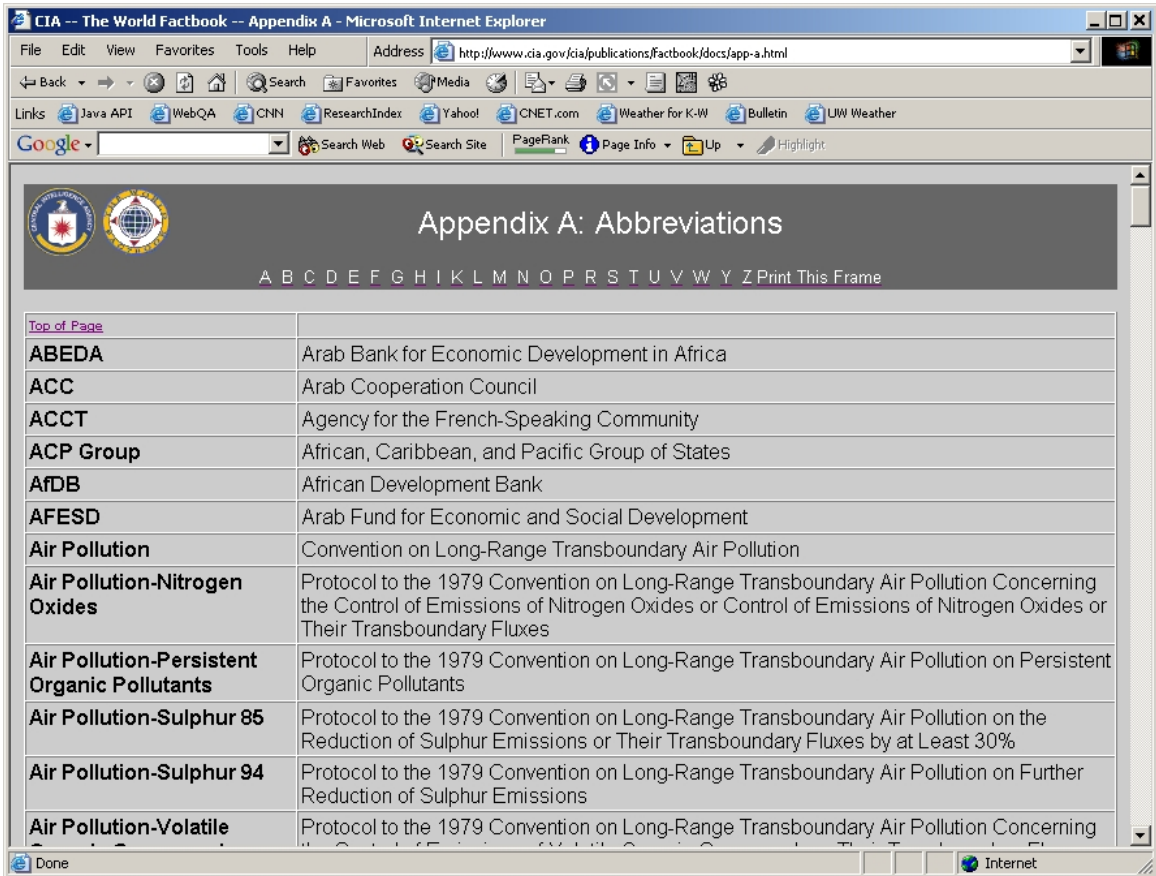 CIA -- The World Factbook -- Appendix A - Microsoft Internet Explorer
File Edit View Favorites Tools Help Address http://www.cia.gov/cia/publications/factbook/docs/app-a.html
Back Search Favorites Media
Links Java API WebQA CNN ResearchIndex Yahoo! CNET.com Weather for K-W Bulletin UW Weather
Google Search Web Search Site PageRank Page Info Up Highlight
Appendix A: Abbreviations
A B C D E F G H I K L M N O P R S T U V W Y Z Print This Frame
Top of Page
ABEDA Arab Bank for Economic Development in Africa
ACC Arab Cooperation Council
ACCT Agency for the French-Speaking Community
ACP Group African, Caribbean, and Pacific Group of States
AfDB African Development Bank
AFESD Arab Fund for Economic and Social Development
Air Pollution Convention on Long-Range Transboundary Air Pollution
Air Pollution-Nitrogen Protocol to the 1979 Convention on Long-Range Transboundary Air Pollution Concerning
Oxides the Control of Emissions of Nitrogen Oxides or Control of Emissions of Nitrogen Oxides or
Their Transboundary Fluxes
Air Pollution-Persistent Protocol to the 1979 Convention on Long-Range Transboundary Air Pollution on Persistent
Organic Pollutants Organic Pollutants
Air Pollution-Sulphur 85 Protocol to the 1979 Convention on Long-Range Transboundary Air Pollution on the
Reduction of Sulphur Emissions or Their Transboundary Fluxes by at Least 30%
Air Pollution-Sulphur 94 Protocol to the 1979 Convention on Long-Range Transboundary Air Pollution on Further
Reduction of Sulphur Emissions
Air Pollution-Volatile Protocol to the 1979 Convention on Long-Range Transboundary Air Pollution Concerning
Done Internet